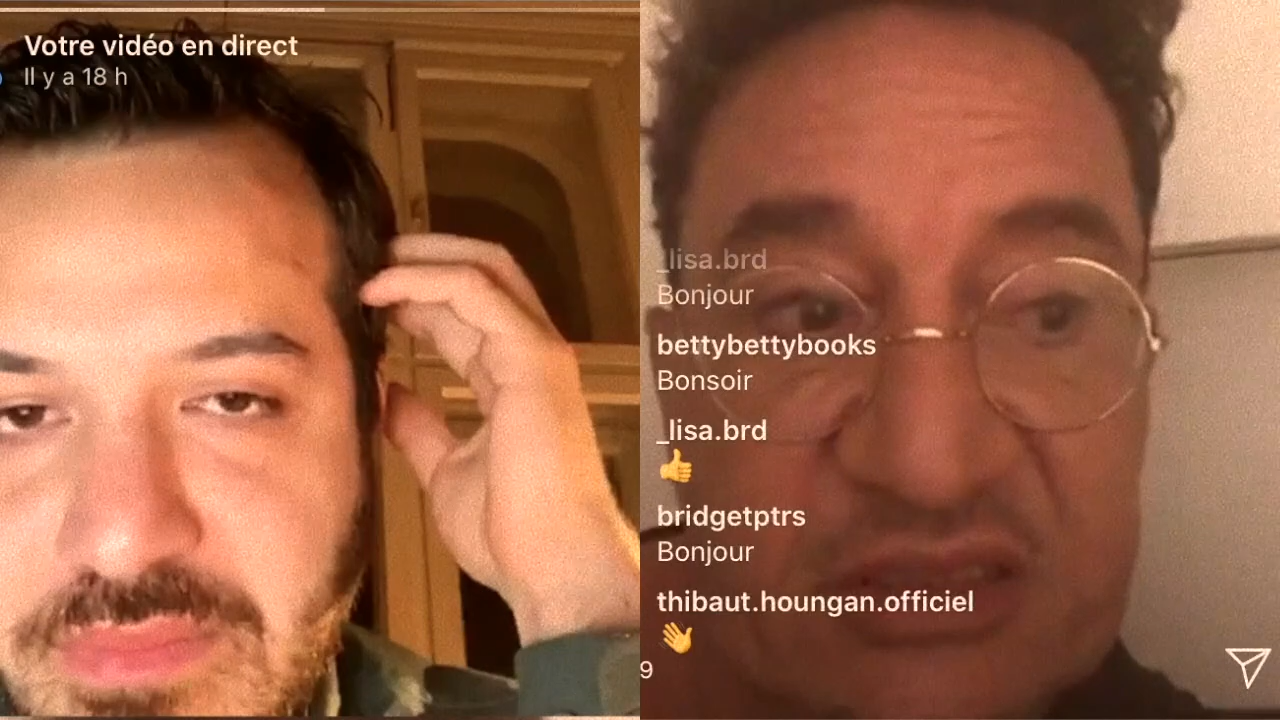 Votre vidéo en direct
Il y a 18 h
_lisa.brd
Bonjour
bettybettybooks
Bonsoir
_lisa.brd
👍
bridgetptrs
Bonjour
thibaut.houngan.officiel
👋
9